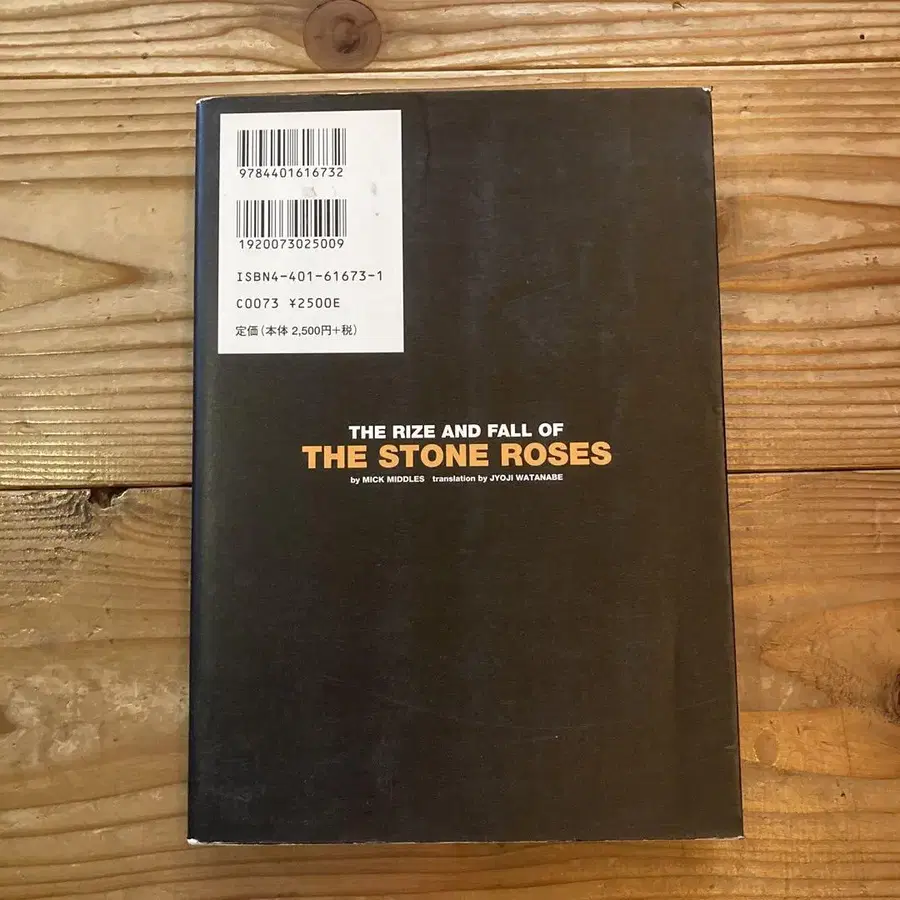 9784401616732
1920073025009
ISBN4-401-61673-1
C0073 ¥2500E
定価(本体 2,500円+税)
THE RIZE AND FALL OF
THE STONE ROSES
by MICK MIDDLES translation by JYOJI WATANABE